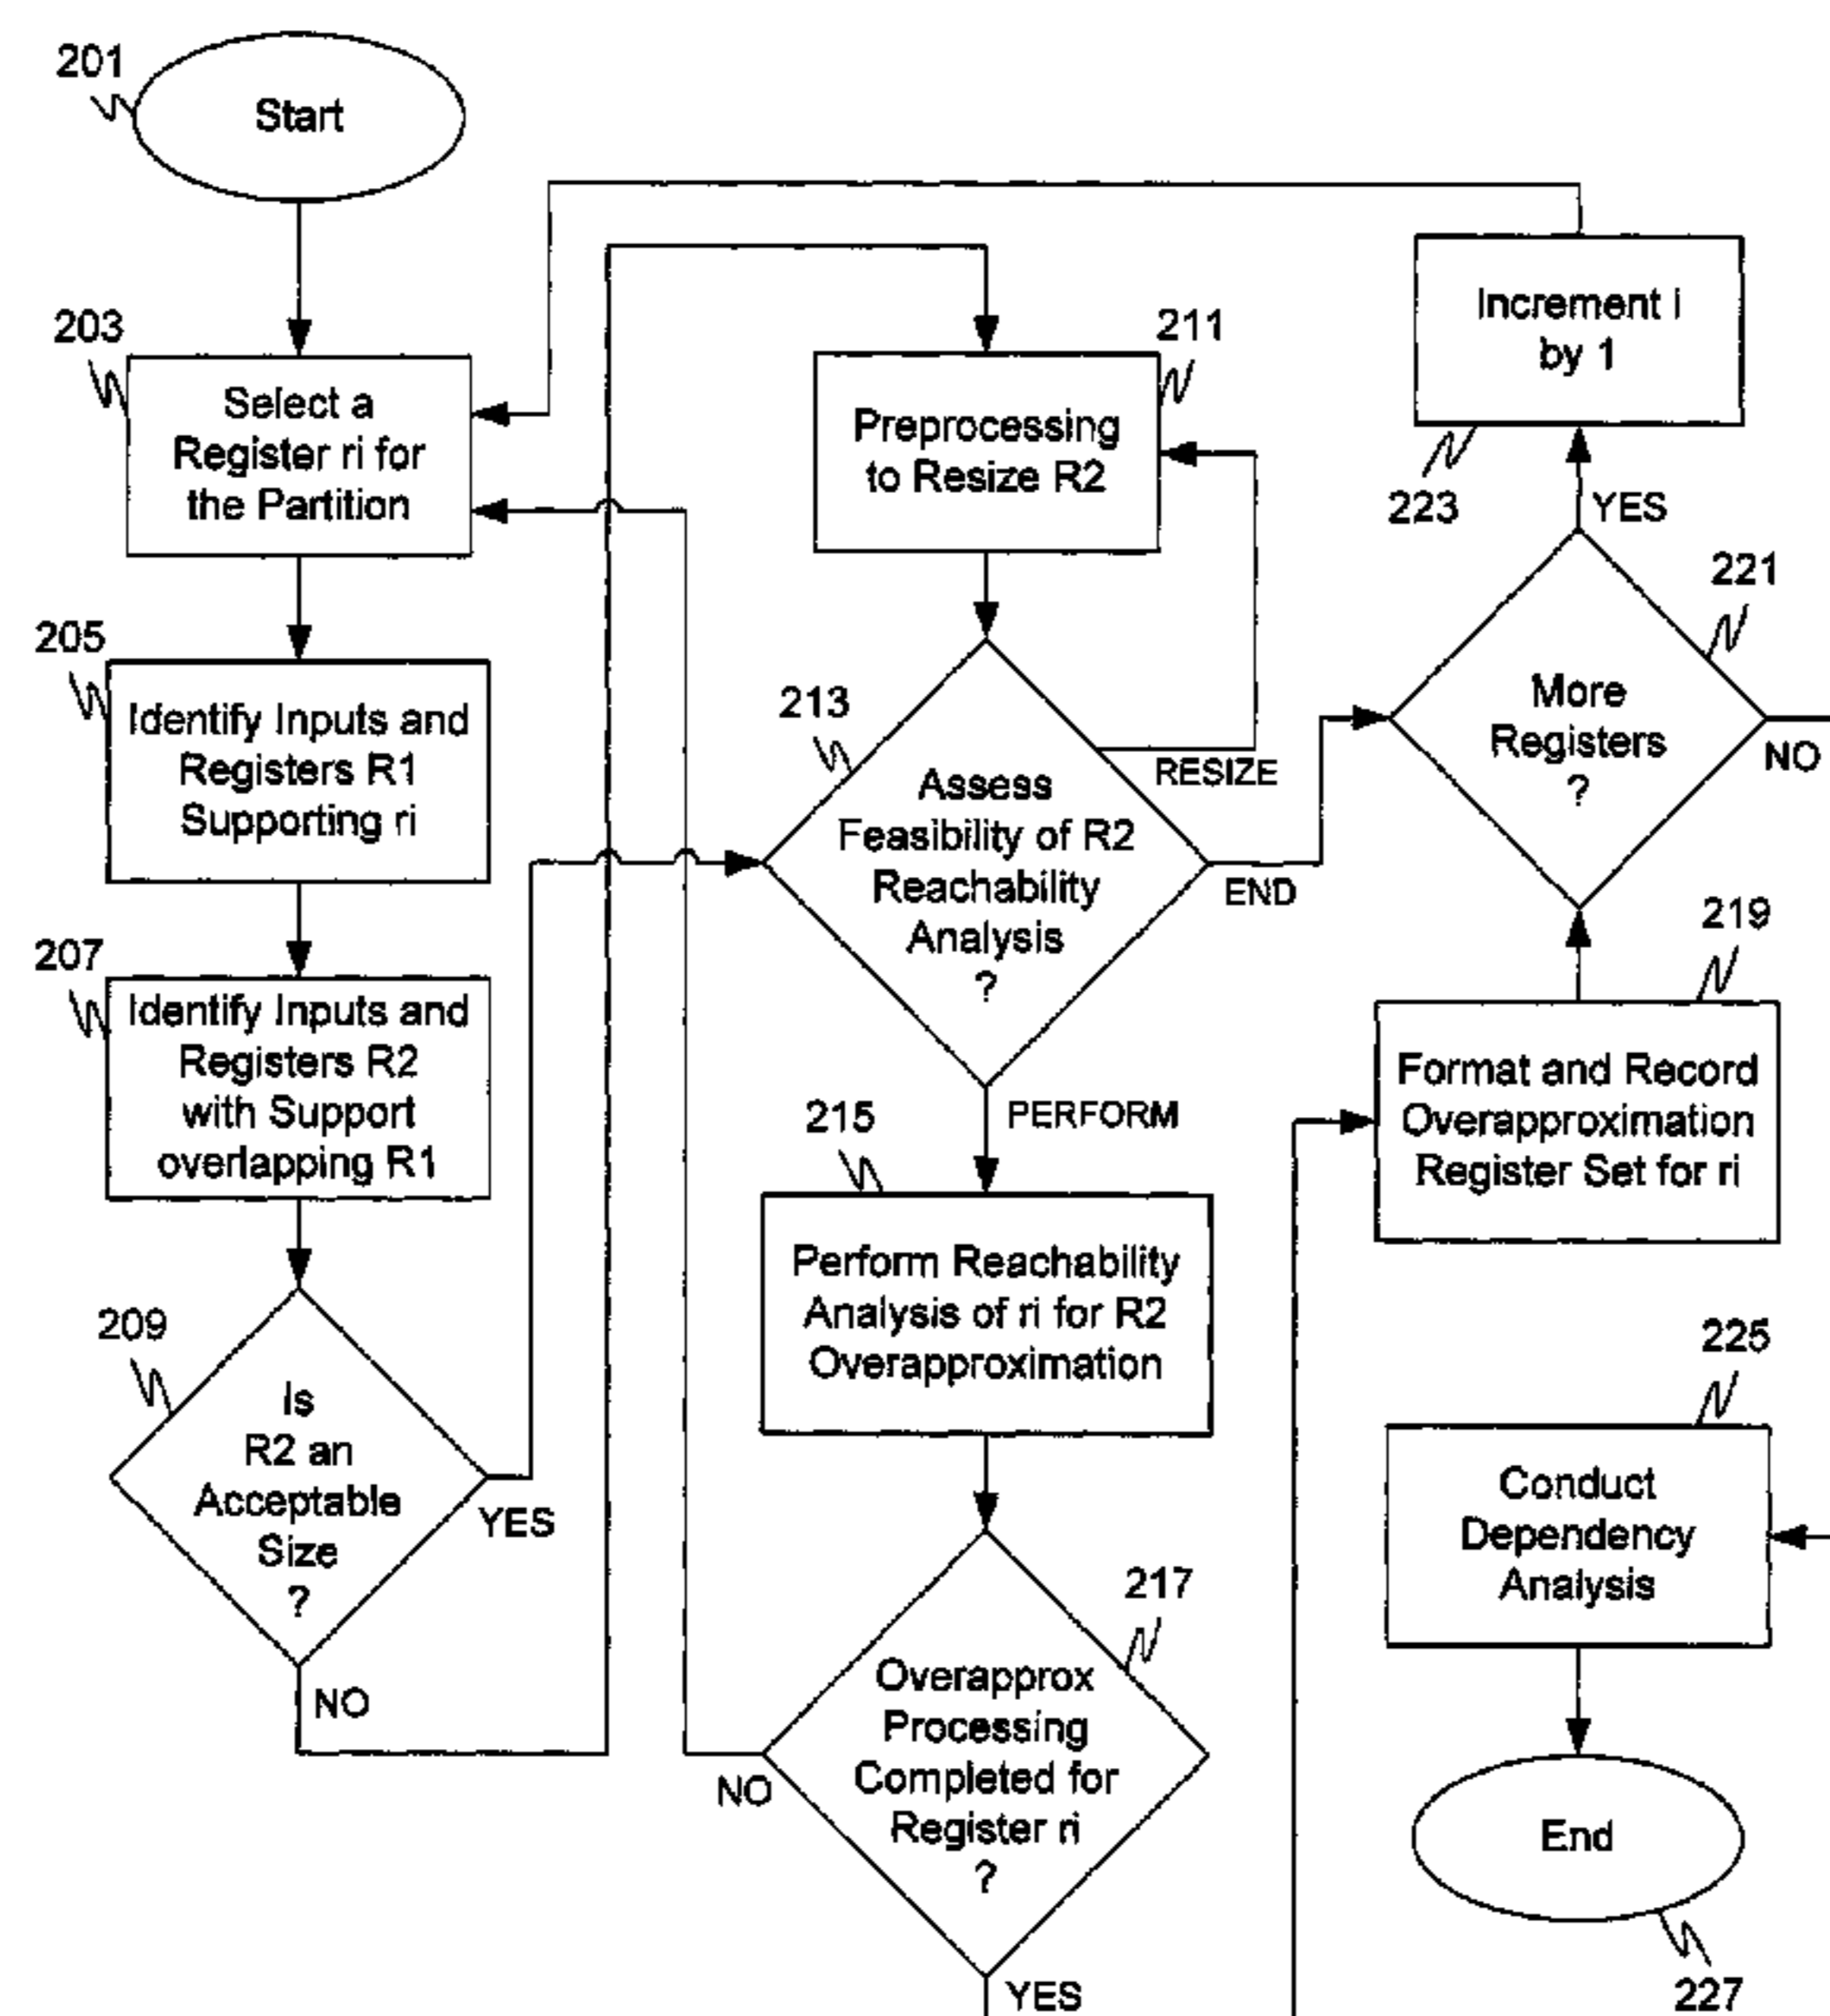 201
Start
203
Select a
Register ri for
the Partition
205
Identify Inputs and
Registers R1
Supporting ri
207
Identify Inputs and
Registers R2
with Support
overlapping R1
209
Is
R2 an
Acceptable
Size
?
YES
NO
211
Preprocessing
to Resize R2
213
Assess
Feasibility of R2
Reachability
Analysis
?
RESIZE
END
PERFORM
215
Perform Reachability
Analysis of ri for R2
Overapproximation
217
Overapprox
Processing
Completed for
Register ri
?
NO
YES
Increment i
by 1
223
YES
221
More
Registers
?
NO
219
Format and Record
Overapproximation
Register Set for ri
225
Conduct
Dependency
Analysis
End
227